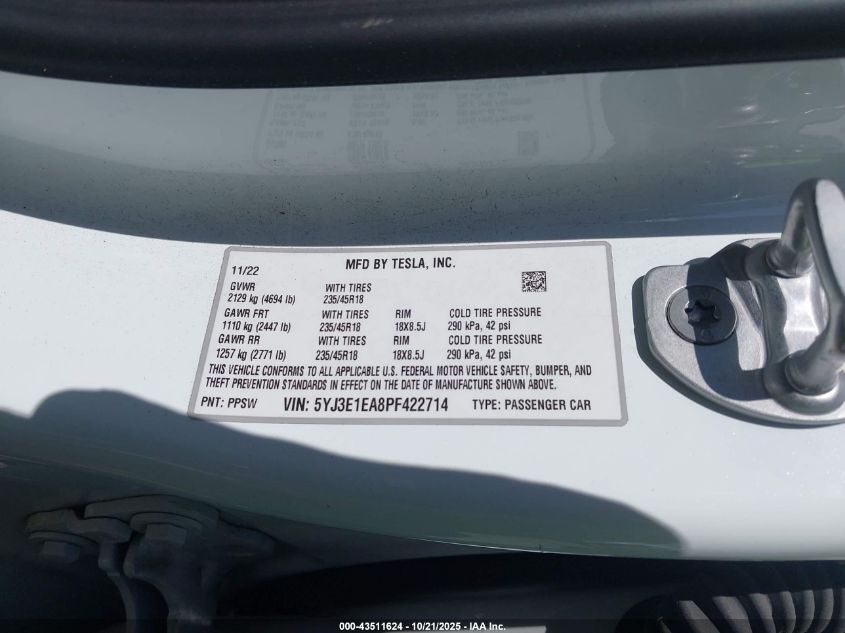 MFD BY TESLA, INC.
11/22
GVWR WITH TIRES
2129 kg (4694 lb) 235/45R18
GAWR FRT WITH TIRES RIM COLD TIRE PRESSURE
1110 kg (2447 lb) 235/45R18 18X8.5J 290 kPa, 42 psi
GAWR RR WITH TIRES RIM COLD TIRE PRESSURE
1257 kg (2771 lb) 235/45R18 18X8.5J 290 kPa, 42 psi
THIS VEHICLE CONFORMS TO ALL APPLICABLE U.S. FEDERAL MOTOR VEHICLE SAFETY, BUMPER, AND
THEFT PREVENTION STANDARDS IN EFFECT ON THE DATE OF MANUFACTURE SHOWN ABOVE.
PNT: PPSW VIN: 5YJ3E1EA8PF422714 TYPE: PASSENGER CAR
000-43511624 - 10/21/2025 - IAA Inc.